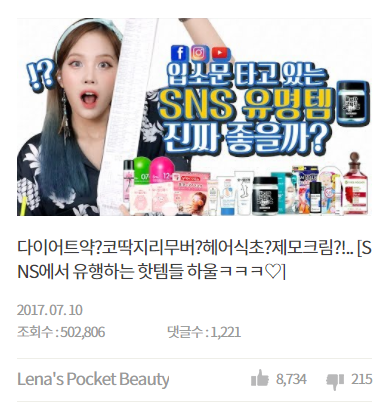 !?
입소문 타고 있는
SNS 유명템
진짜 좋을까?
다이어트약?코딱지리무버?헤어식초?제모크림?!.. [S
NS에서 유행하는 핫템들 하울ㅋㅋㅋ♡]
2017. 07. 10
조회수 : 502,806 댓글수 : 1,221
Lena's Pocket Beauty 8,734 215